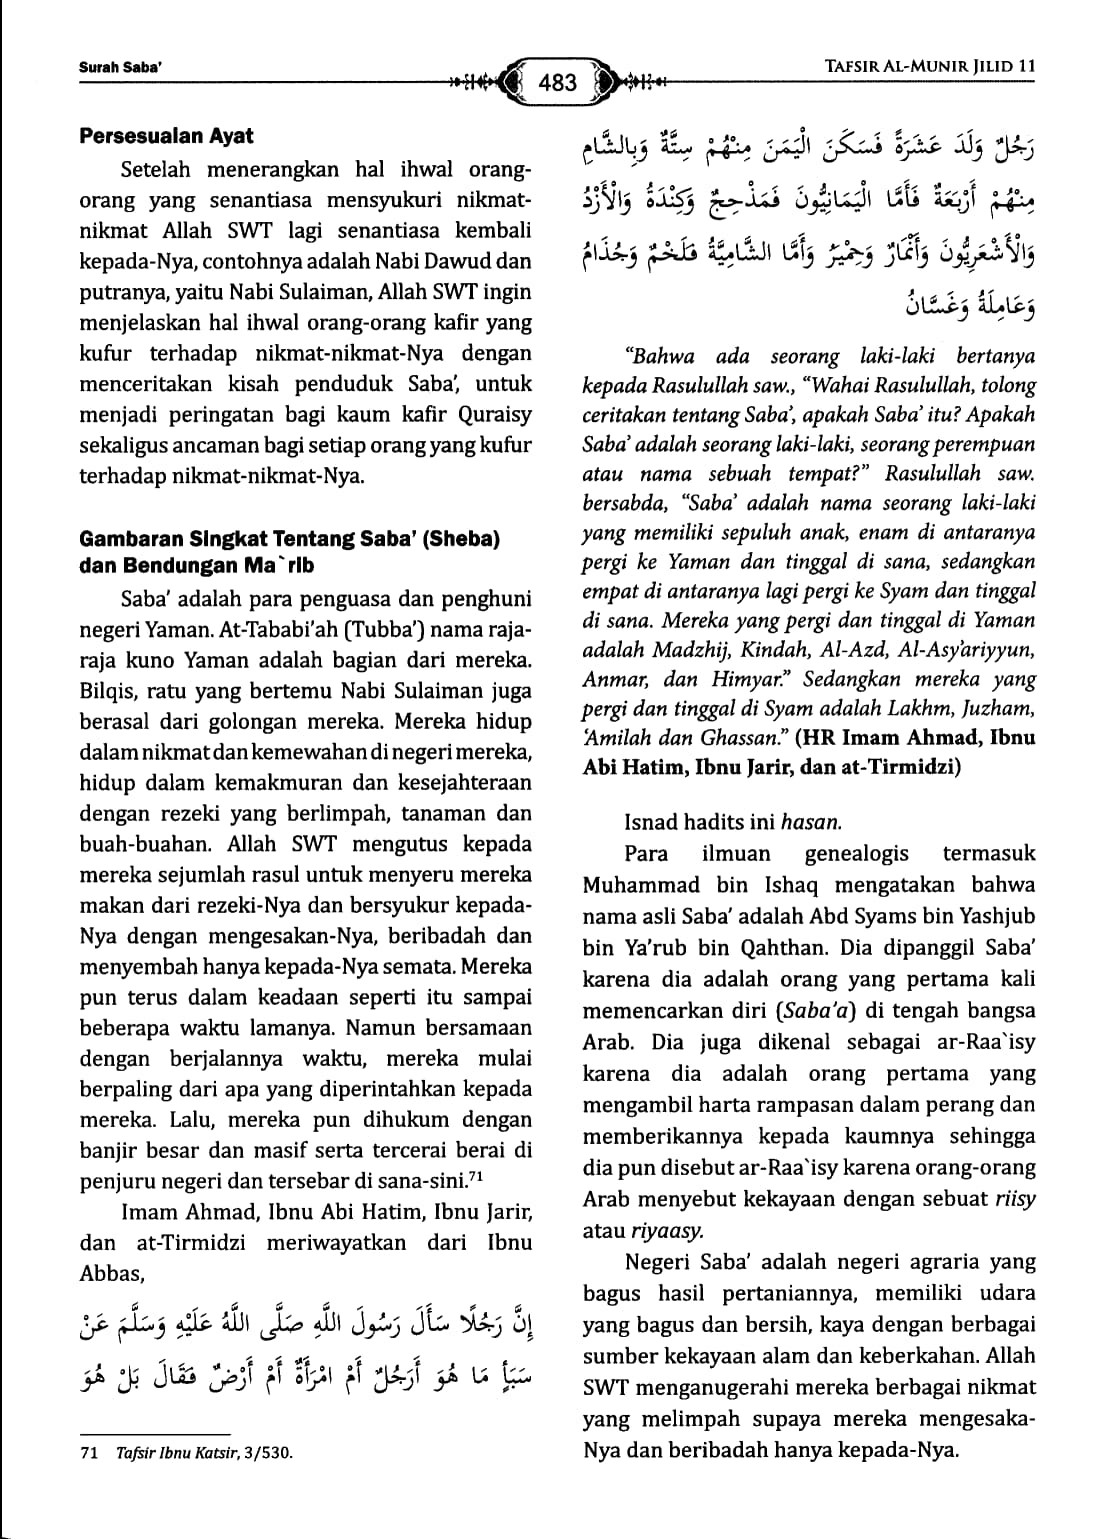 Surah Saba'
483
TAFSIR AL-MUNIR JILID 11
Persesuaian Ayat
Setelah menerangkan hal ihwal orang-
orang yang senantiasa mensyukuri nikmat-
nikmat Allah SWT lagi senantiasa kembali
kepada-Nya, contohnya adalah Nabi Dawud dan
putranya, yaitu Nabi Sulaiman, Allah SWT ingin
menjelaskan hal ihwal orang-orang kafir yang
kufur terhadap nikmat-nikmat-Nya dengan
menceritakan kisah penduduk Saba', untuk
menjadi peringatan bagi kaum kafir Quraisy
sekaligus ancaman bagi setiap orang yang kufur
terhadap nikmat-nikmat-Nya.
Gambaran Singkat Tentang Saba' (Sheba)
dan Bendungan Ma`rib
Saba' adalah para penguasa dan penghuni
negeri Yaman. At-Tababi'ah (Tubba') nama raja-
raja kuno Yaman adalah bagian dari mereka.
Bilqis, ratu yang bertemu Nabi Sulaiman juga
berasal dari golongan mereka. Mereka hidup
dalam nikmat dan kemewahan di negeri mereka,
hidup dalam kemakmuran dan kesejahteraan
dengan rezeki yang berlimpah, tanaman dan
buah-buahan. Allah SWT mengutus kepada
mereka sejumlah rasul untuk menyeru mereka
makan dari rezeki-Nya dan bersyukur kepada-
Nya dengan mengesakan-Nya, beribadah dan
menyembah hanya kepada-Nya semata. Mereka
pun terus dalam keadaan seperti itu sampai
beberapa waktu lamanya. Namun bersamaan
dengan berjalannya waktu, mereka mulai
berpaling dari apa yang diperintahkan kepada
mereka. Lalu, mereka pun dihukum dengan
banjir besar dan masif serta tercerai berai di
penjuru negeri dan tersebar di sana-sini.71
Imam Ahmad, Ibnu Abi Hatim, Ibnu Jarir,
dan at-Tirmidzi meriwayatkan dari Ibnu
Abbas,
إِنَّ رَجُلًا سَأَلَ رَسُولَ اللَّهِ صَلَّى اللَّهُ عَلَيْهِ وَسَلَّمَ عَنْ
سَبَأٍ مَا هُوَ أَرَجُلٌ أَمْ امْرَأَةٌ أَمْ أَرْضٌ فَقَالَ بَلْ هُوَ
71 Tafsir Ibnu Katsir, 3/530.
رَجُلٌ وَلَدَ عَشَرَةً فَسَكَنَ الْيَمَنَ مِنْهُمْ سِتَّةٌ وَبِالشَّامِ
مِنْهُمْ أَرْبَعَةٌ فَأَمَّا الْيَمَانِيُّونَ فَمَذْحِجٌ وَكِنْدَةُ وَالْأَزْدُ
وَالْأَشْعَرِيُّونَ وَأَنْمَارٌ وَحِمْيَرُ وَأَمَّا الشَّامِيَّةُ فَلَخْمٌ وَجُذَامُ
وَعَامِلَةُ وَغَسَّانُ
“Bahwa ada seorang laki-laki bertanya
kepada Rasulullah saw., “Wahai Rasulullah, tolong
ceritakan tentang Saba', apakah Saba' itu? Apakah
Saba' adalah seorang laki-laki, seorang perempuan
atau nama sebuah tempat?” Rasulullah saw.
bersabda, “Saba' adalah nama seorang laki-laki
yang memiliki sepuluh anak, enam di antaranya
pergi ke Yaman dan tinggal di sana, sedangkan
empat di antaranya lagi pergi ke Syam dan tinggal
di sana. Mereka yang pergi dan tinggal di Yaman
adalah Madzhij, Kindah, Al-Azd, Al-Asy'ariyyun,
Anmar, dan Himyar.” Sedangkan mereka yang
pergi dan tinggal di Syam adalah Lakhm, Juzham,
'Amilah dan Ghassan.” (HR Imam Ahmad, Ibnu
Abi Hatim, Ibnu Jarir, dan at-Tirmidzi)
Isnad hadits ini hasan.
Para ilmuan genealogis termasuk
Muhammad bin Ishaq mengatakan bahwa
nama asli Saba' adalah Abd Syams bin Yashjub
bin Ya'rub bin Qahthan. Dia dipanggil Saba'
karena dia adalah orang yang pertama kali
memencarkan diri (Saba'a) di tengah bangsa
Arab. Dia juga dikenal sebagai ar-Raa`isy
karena dia adalah orang pertama yang
mengambil harta rampasan dalam perang dan
memberikannya kepada kaumnya sehingga
dia pun disebut ar-Raa`isy karena orang-orang
Arab menyebut kekayaan dengan sebuat riisy
atau riyaasy.
Negeri Saba' adalah negeri agraria yang
bagus hasil pertaniannya, memiliki udara
yang bagus dan bersih, kaya dengan berbagai
sumber kekayaan alam dan keberkahan. Allah
SWT menganugerahi mereka berbagai nikmat
yang melimpah supaya mereka mengesaka-
Nya dan beribadah hanya kepada-Nya.